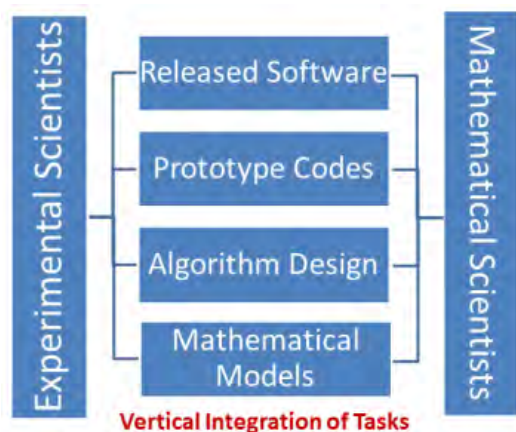 Experimental Scientists
Released Software
Prototype Codes
Algorithm Design
Mathematical
Models
Mathematical Scientists
Vertical Integration of Tasks